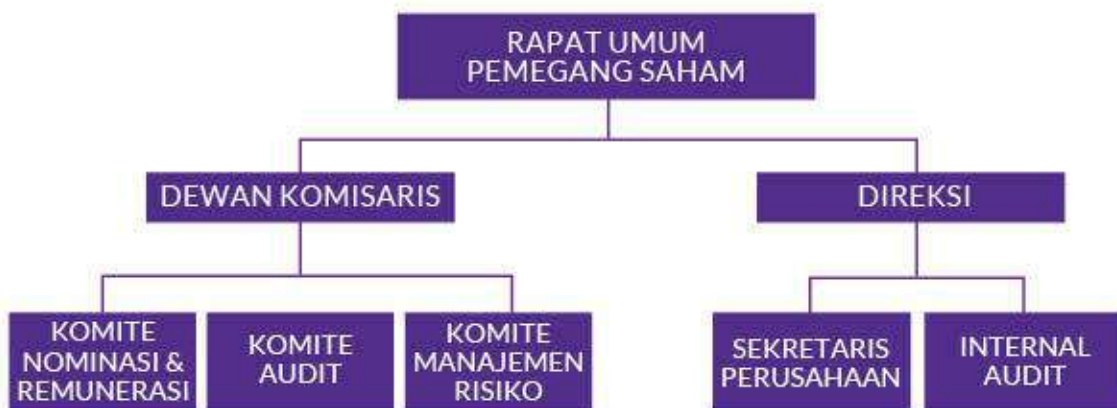 RAPAT UMUM
PEMEGANG SAHAM
DEWAN KOMISARIS
DIREKSI
KOMITE
NOMINASI &
REMUNERASI
KOMITE
AUDIT
KOMITE
MANAJEMEN
RISIKO
SEKRETARIS
PERUSAHAAN
INTERNAL
AUDIT